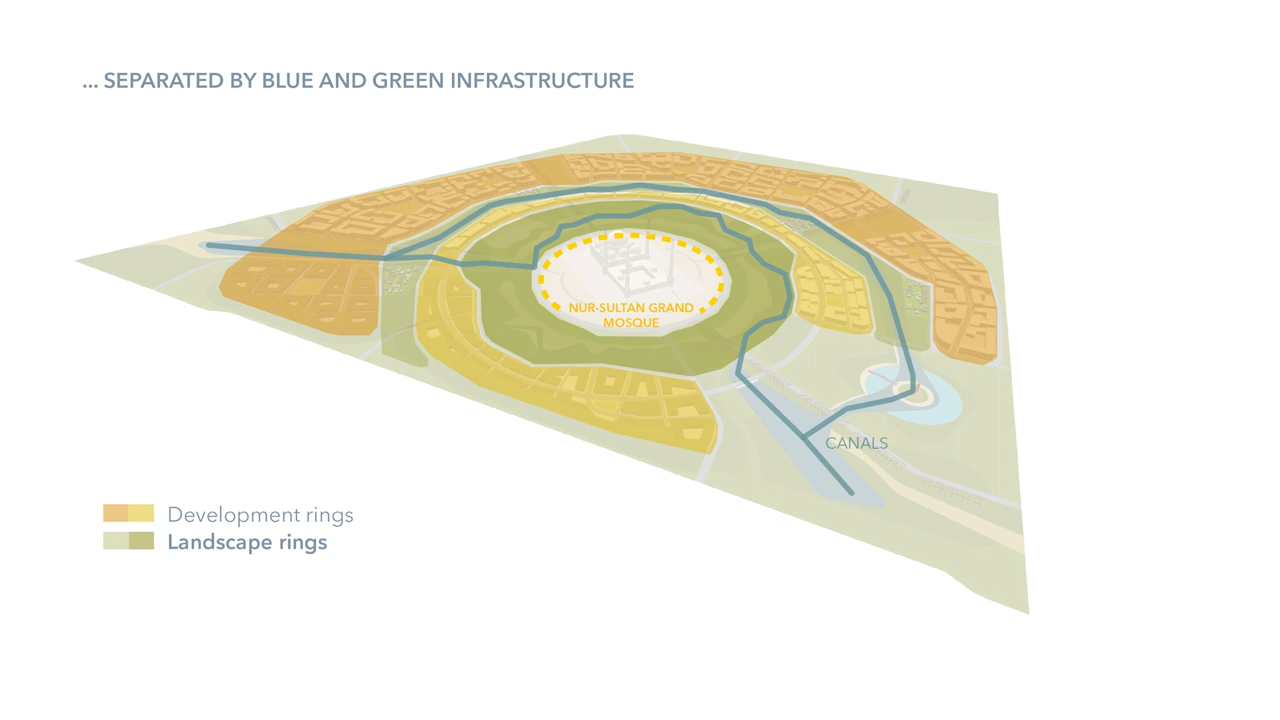 ... SEPARATED BY BLUE AND GREEN INFRASTRUCTURE
NUR-SULTAN GRAND
MOSQUE
CANALS
Development rings
Landscape rings